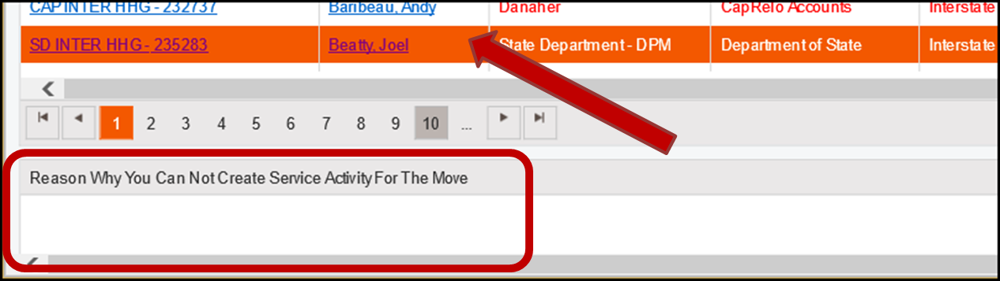 CAP INTER HHG - 232737 Baribeau, Andy Danaher CapRelo Accounts Interstate
SD INTER HHG - 235283 Beatty, Joel State Department - DPM Department of State Interstate
1 2 3 4 5 6 7 8 9 10 ...
Reason Why You Can Not Create Service Activity For The Move